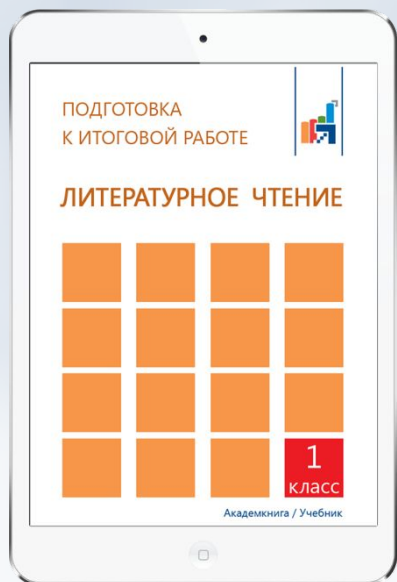 ПОДГОТОВКА
К ИТОГОВОЙ РАБОТЕ
ЛИТЕРАТУРНОЕ ЧТЕНИЕ
1
класс
Академкнига / Учебник